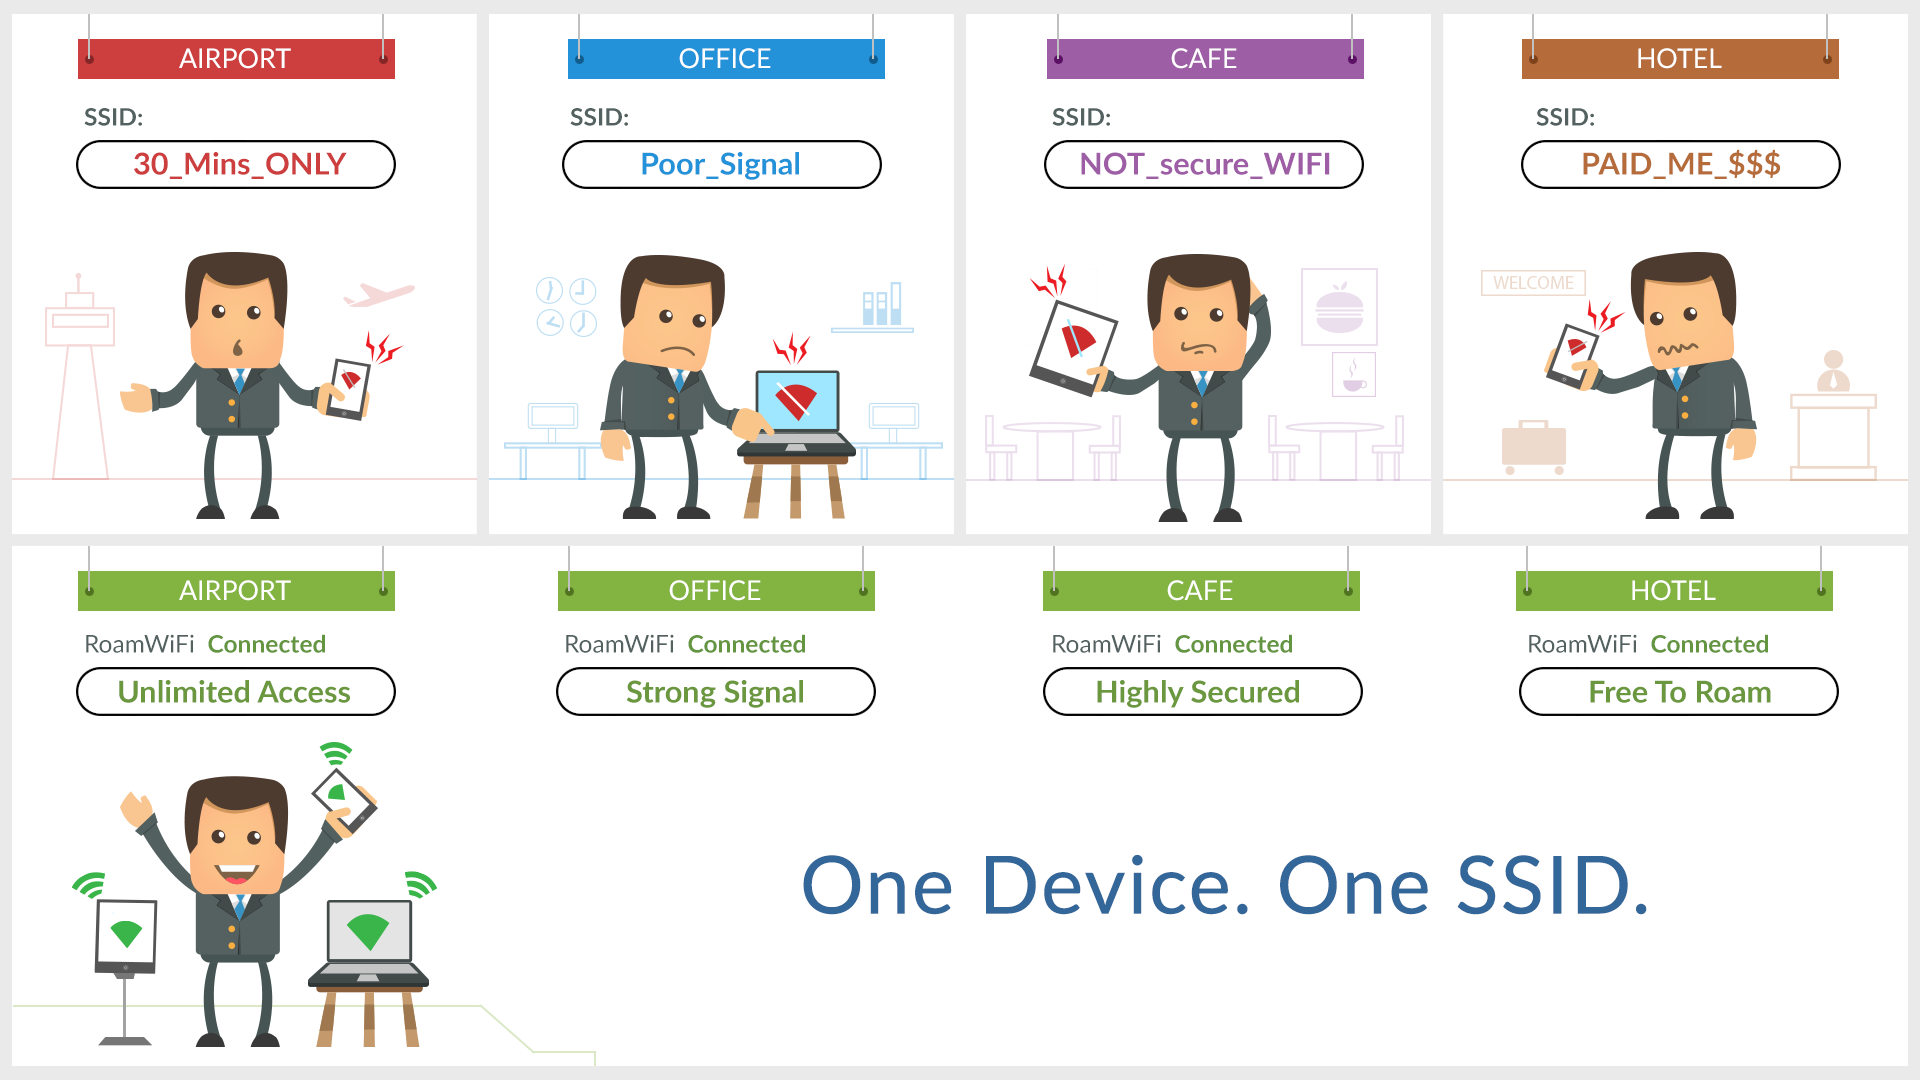 AIRPORT
SSID:
30_Mins_ONLY
OFFICE
SSID:
Poor_Signal
CAFE
SSID:
NOT_secure_WIFI
HOTEL
SSID:
PAID_ME_$$$
WELCOME
AIRPORT
RoamWiFi Connected
Unlimited Access
OFFICE
RoamWiFi Connected
Strong Signal
CAFE
RoamWiFi Connected
Highly Secured
HOTEL
RoamWiFi Connected
Free To Roam
One Device. One SSID.